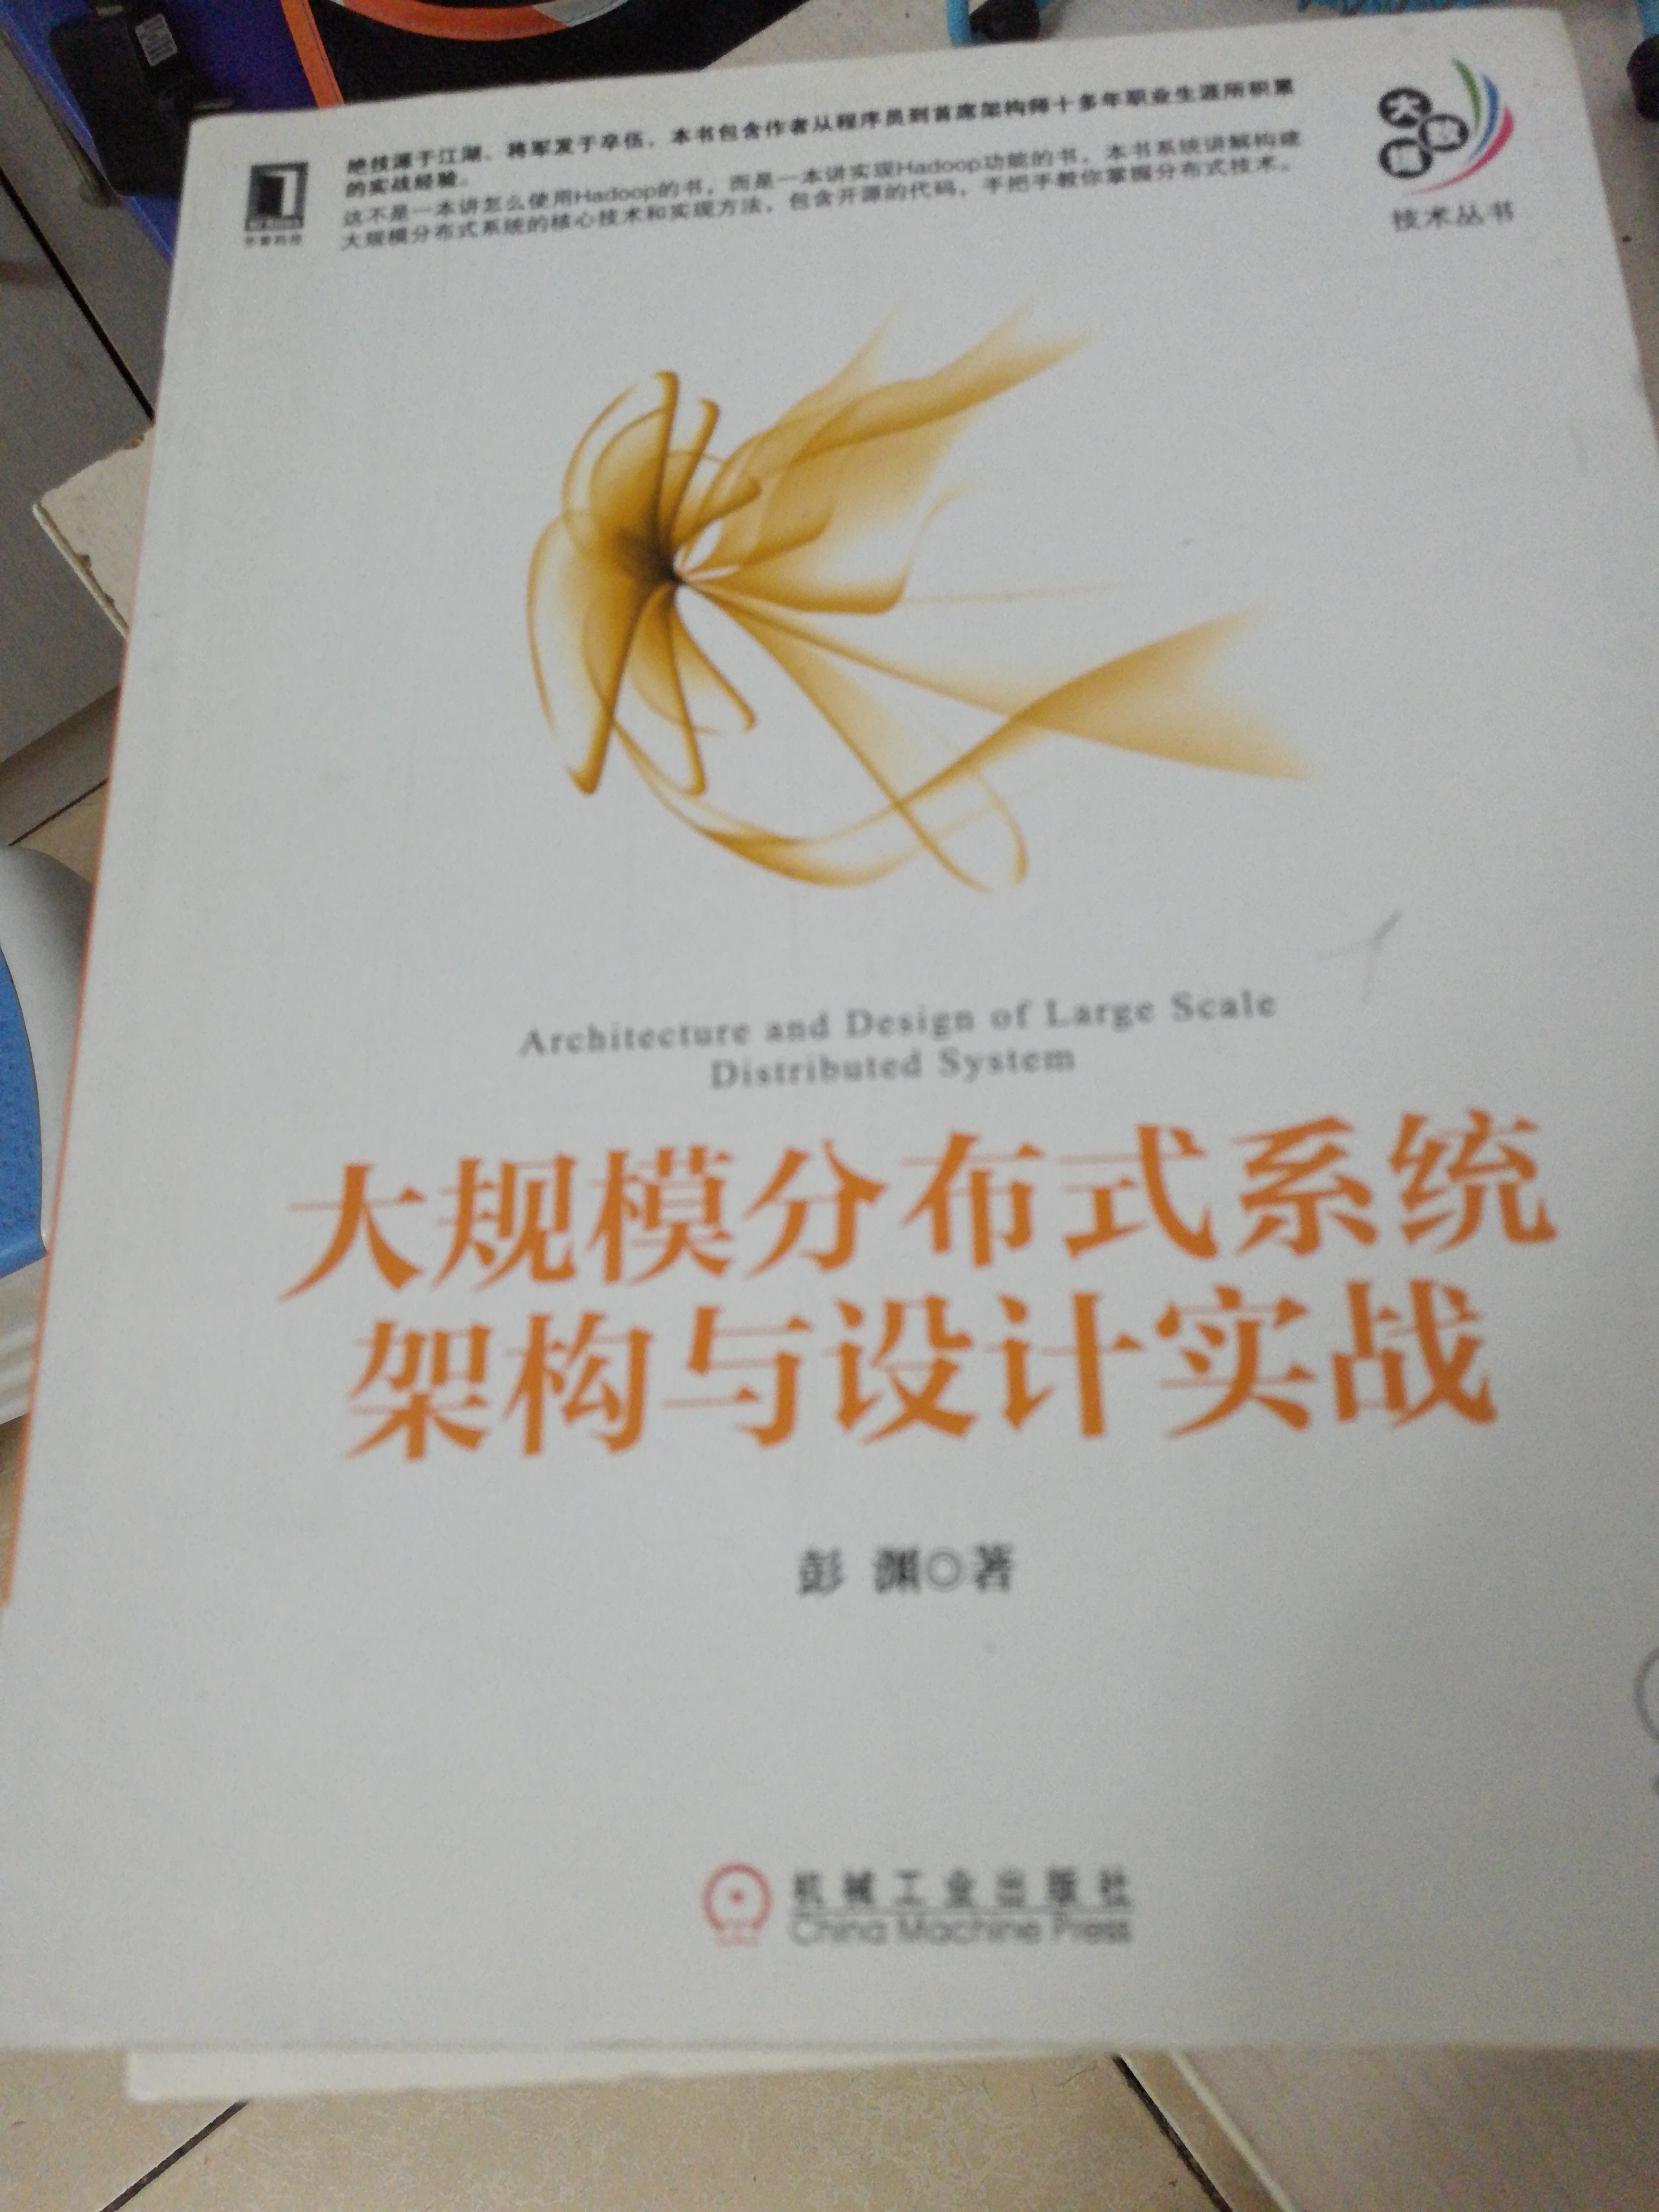 绝技源于江湖、将军发于卒伍，本书包含作者从程序员到首席架构师十多年职业生涯所积累
的实战经验。
这不是一本讲怎么使用Hadoop的书，而是一本讲实现Hadoop功能的书，本书系统讲解构建
大规模分布式系统的核心技术和实现方法，包含开源的代码，手把手教你掌握分布式技术。
华章科技
大数据
技术丛书
Architecture and Design of Large Scale
Distributed System
大规模分布式系统
架构与设计实战
彭 渊◎著
机械工业出版社
China Machine Press